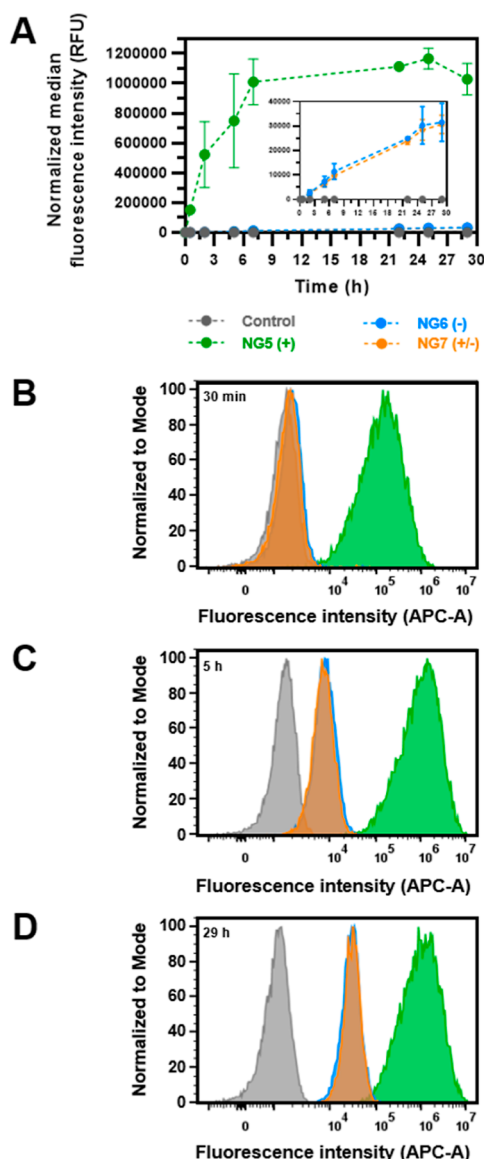 A
Normalized median
fluorescence intensity (RFU)
1200000
1000000
800000
600000
400000
200000
0
40000
30000
20000
10000
0
0 3 6 9 12 15 18 21 24 27 30
0 3 6 9 12 15 18 21 24 27 30
Time (h)
Control
NG6 (-)
NG5 (+)
NG7 (+/-)
B
30 min
Normalized to Mode
100
80
60
40
20
0
0 10^4 10^5 10^6 10^7
Fluorescence intensity (APC-A)
C
5 h
Normalized to Mode
100
80
60
40
20
0
0 10^4 10^5 10^6 10^7
Fluorescence intensity (APC-A)
D
29 h
Normalized to Mode
100
80
60
40
20
0
0 10^4 10^5 10^6 10^7
Fluorescence intensity (APC-A)